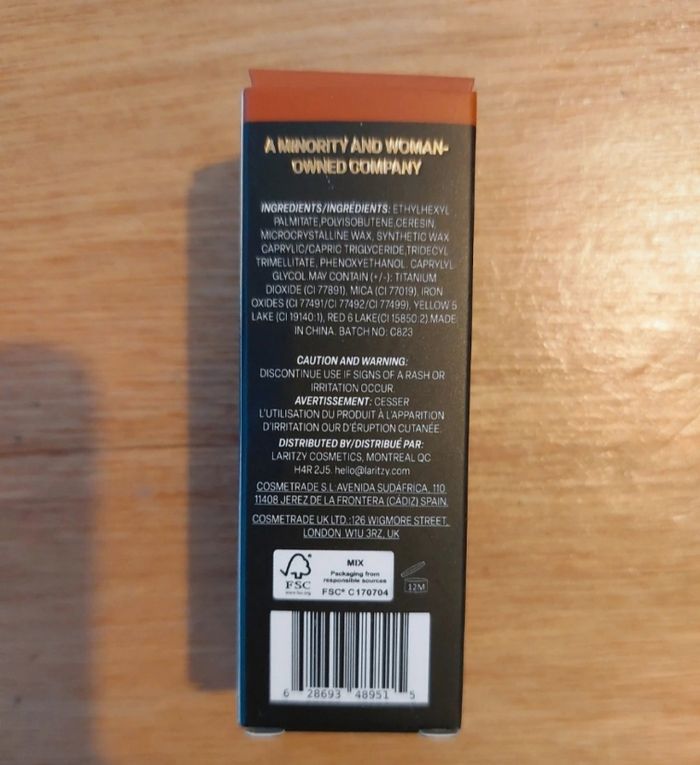 A MINORITY AND WOMAN-
OWNED COMPANY
INGREDIENTS/INGRÉDIENTS: ETHYLHEXYL
PALMITATE,POLYISOBUTENE,CERESIN,
MICROCRYSTALLINE WAX, SYNTHETIC WAX
CAPRYLIC/CAPRIC TRIGLYCERIDE,TRIDECYL
TRIMELLITATE, PHENOXYETHANOL. CAPRYLYL
GLYCOL MAY CONTAIN (+/-): TITANIUM
DIOXIDE (CI 77891), MICA (CI 77019), IRON
OXIDES (CI 77491/CI 77492/CI 77499), YELLOW 5
LAKE (CI 19140:1), RED 6 LAKE(CI 15850:2).MADE
IN CHINA. BATCH NO: C823
CAUTION AND WARNING:
DISCONTINUE USE IF SIGNS OF A RASH OR
IRRITATION OCCUR.
AVERTISSEMENT: CESSER
L'UTILISATION DU PRODUIT À L'APPARITION
D'IRRITATION OUR D'ÉRUPTION CUTANÉE.
DISTRIBUTED BY/DISTRIBUÉ PAR:
LARITZY COSMETICS, MONTREAL QC
H4R 2J5. hello@laritzy.com
COSMETRADE S.L.AVENIDA SUDÁFRICA, 110
11408 JEREZ DE LA FRONTERA (CÁDIZ) SPAIN.
COSMETRADE UK LTD.:126 WIGMORE STREET,
LONDON. W1U 3RZ, UK
FSC
www.fsc.org
MIX
Packaging from
responsible sources
FSC® C170704
12M
6 28693 48951 5